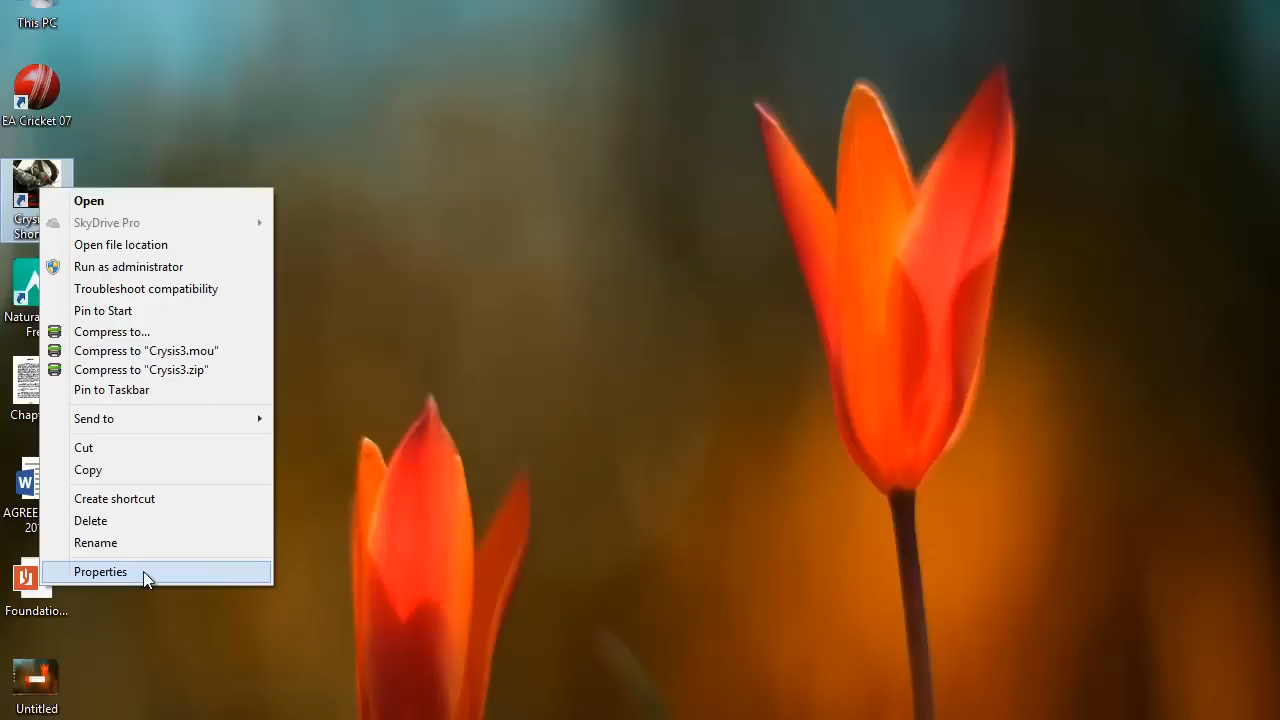 This PC
EA Cricket 07
Open
SkyDrive Pro
Open file location
Run as administrator
Troubleshoot compatibility
Pin to Start
Compress to...
Compress to "Crysis3.mou"
Compress to "Crysis3.zip"
Pin to Taskbar
Send to
Cut
Copy
Create shortcut
Delete
Rename
Properties
Foundatio...
Untitled